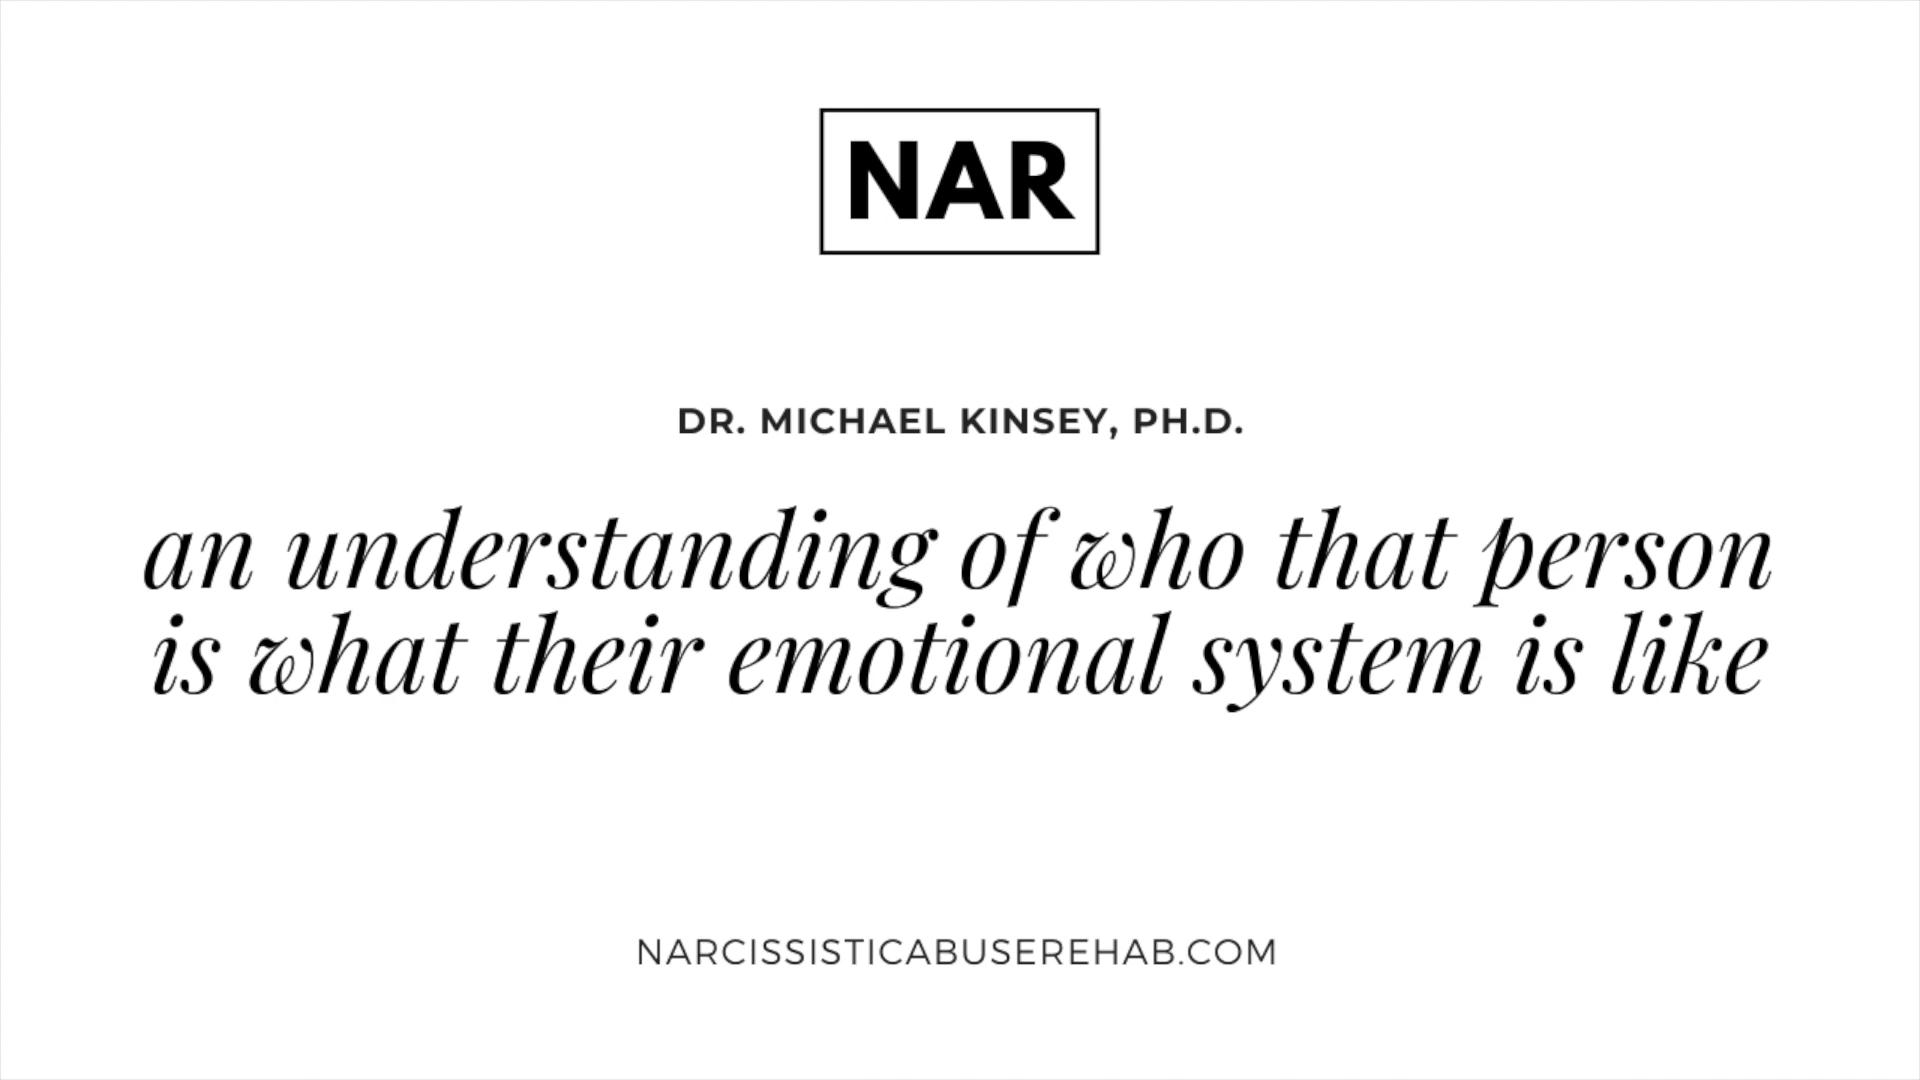 NAR
DR. MICHAEL KINSEY, PH.D.
an understanding of who that person
is what their emotional system is like
NARCISSISTICABUSEREHAB.COM